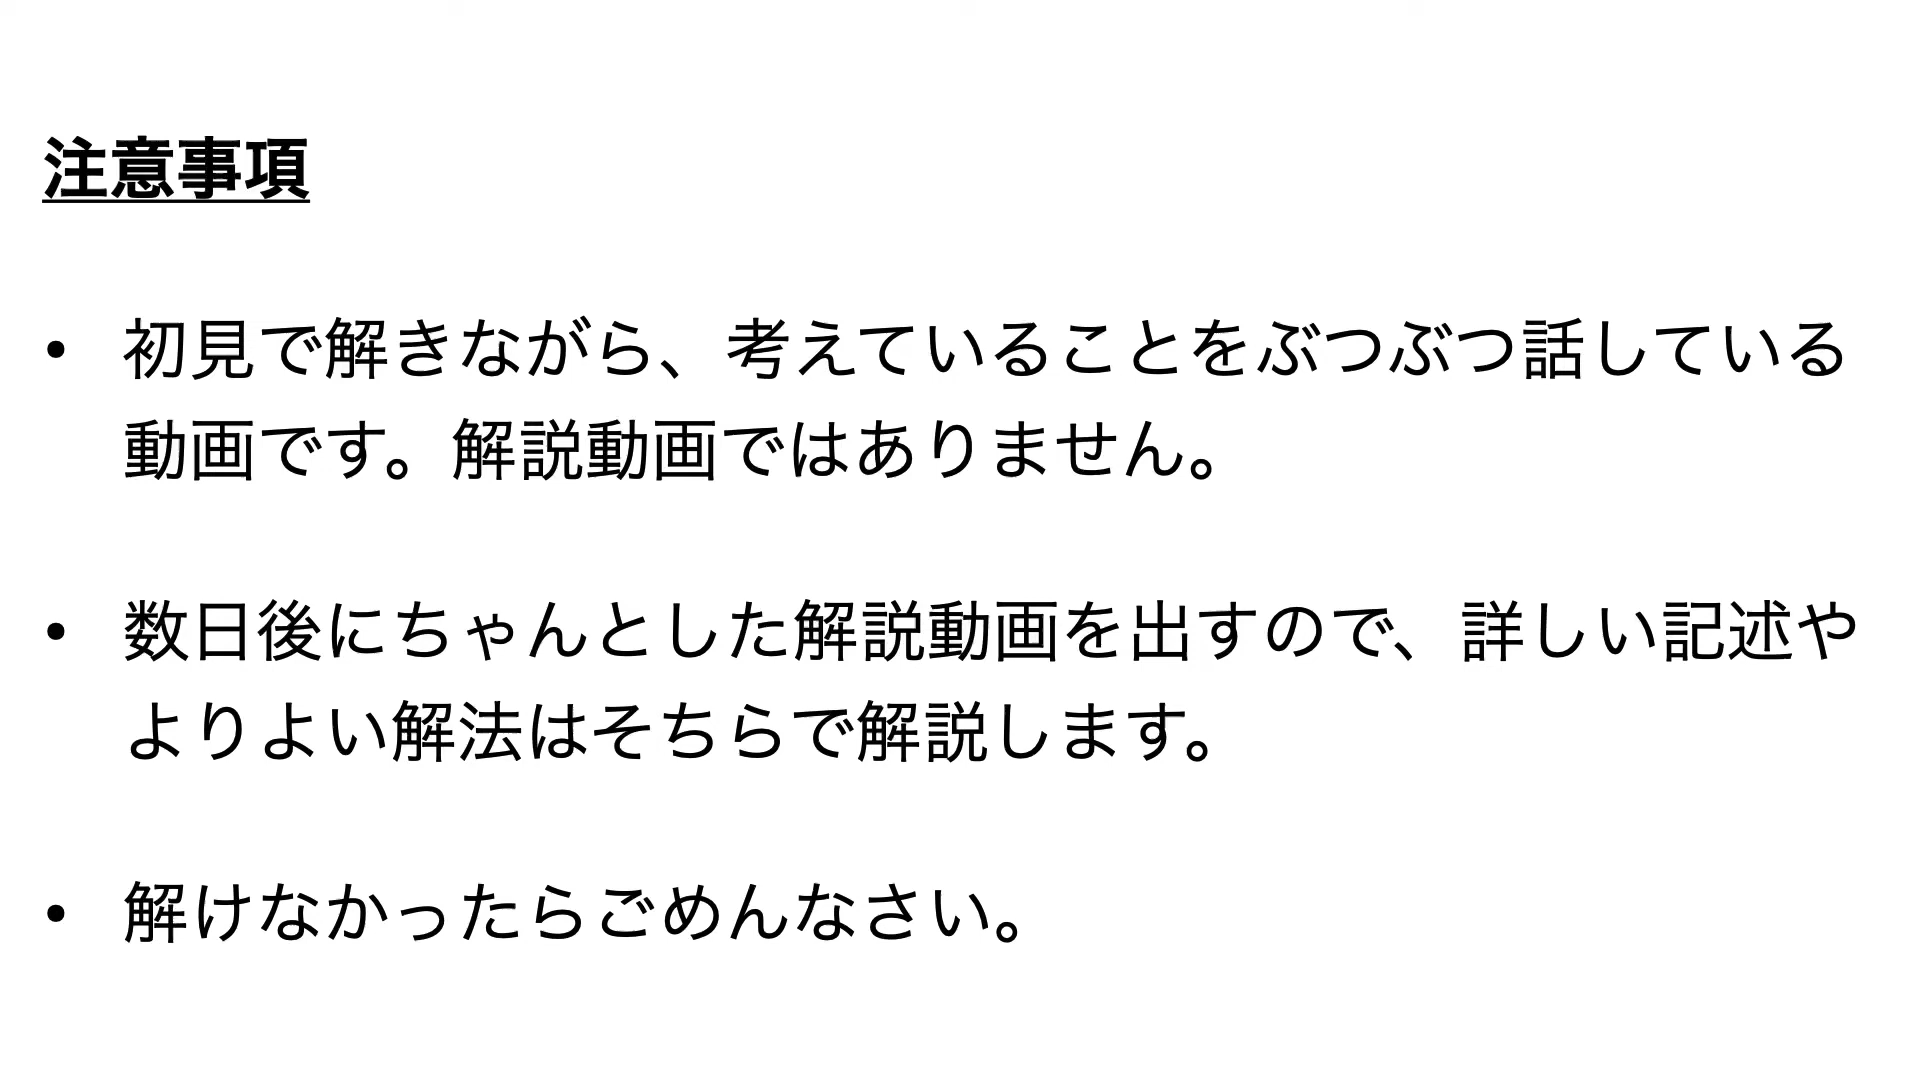 注意事項
• 初見で解きながら、考えていることをぶつぶつ話している
動画です。解説動画ではありません。
• 数日後にちゃんとした解説動画を出すので、詳しい記述や
よりよい解法はそちらで解説します。
• 解けなかったらごめんなさい。